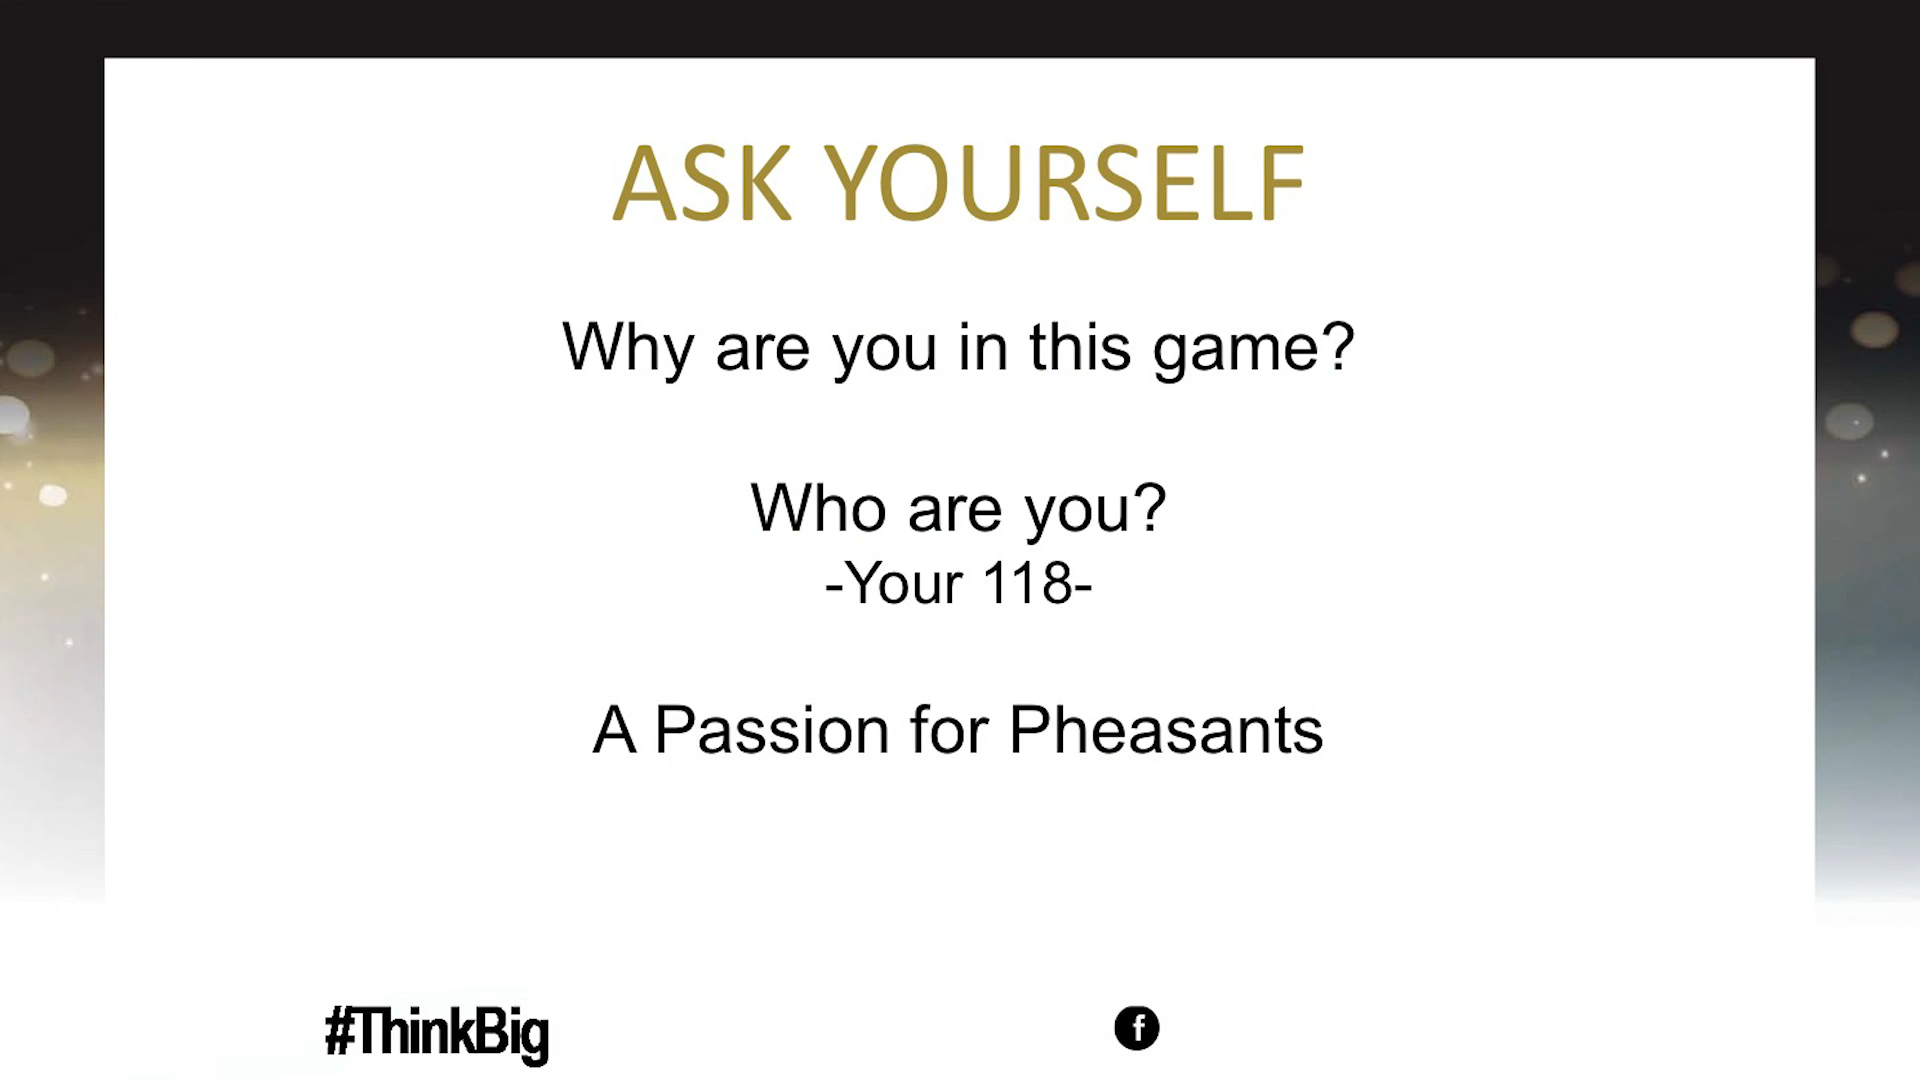 ASK YOURSELF
Why are you in this game?
Who are you?
-Your 118-
A Passion for Pheasants
#ThinkBig
f